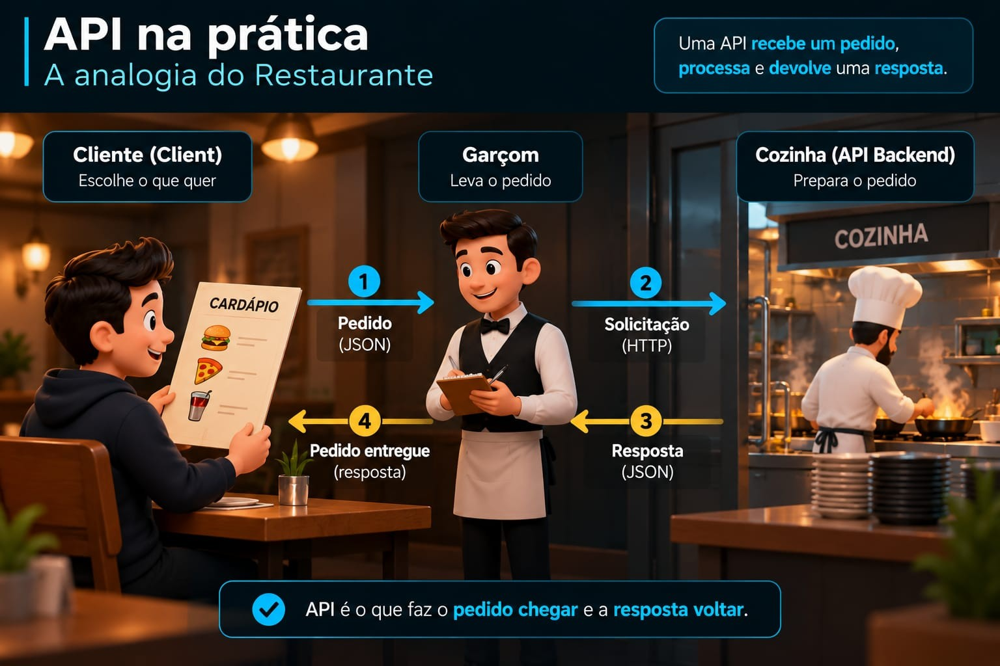 API na prática
A analogia do Restaurante
Uma API recebe um pedido,
processa e devolve uma resposta.
Cliente (Client)
Escolhe o que quer
Garçom
Leva o pedido
Cozinha (API Backend)
Prepara o pedido
COZINHA
CARDÁPIO
1
Pedido
(JSON)
2
Solicitação
(HTTP)
3
Resposta
(JSON)
4
Pedido entregue
(resposta)
API é o que faz o pedido chegar e a resposta voltar.